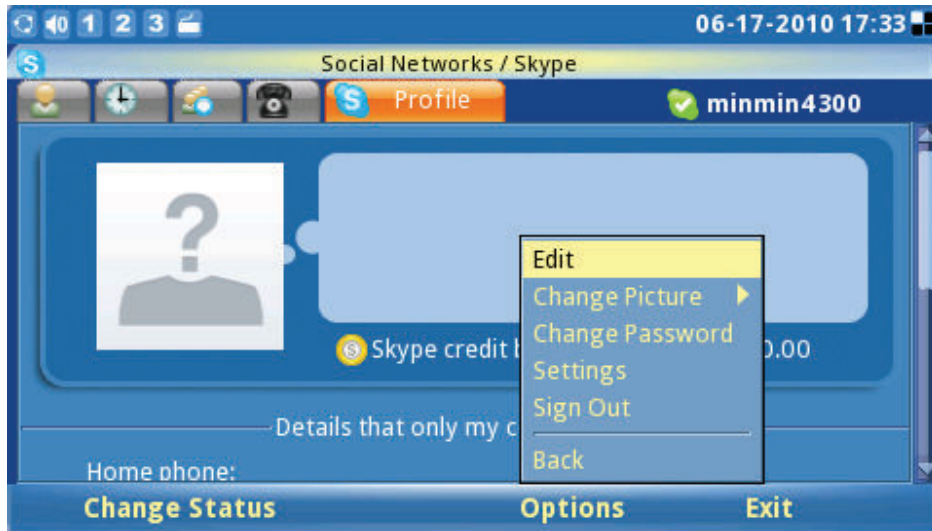 1 2 3 06-17-2010 17:33
S Social Networks / Skype
S Profile minmin4300
?
Edit
Change Picture
Change Password
Settings
Sign Out
Back
S Skype credit 0.00
Details that only my
Home phone:
Change Status Options Exit